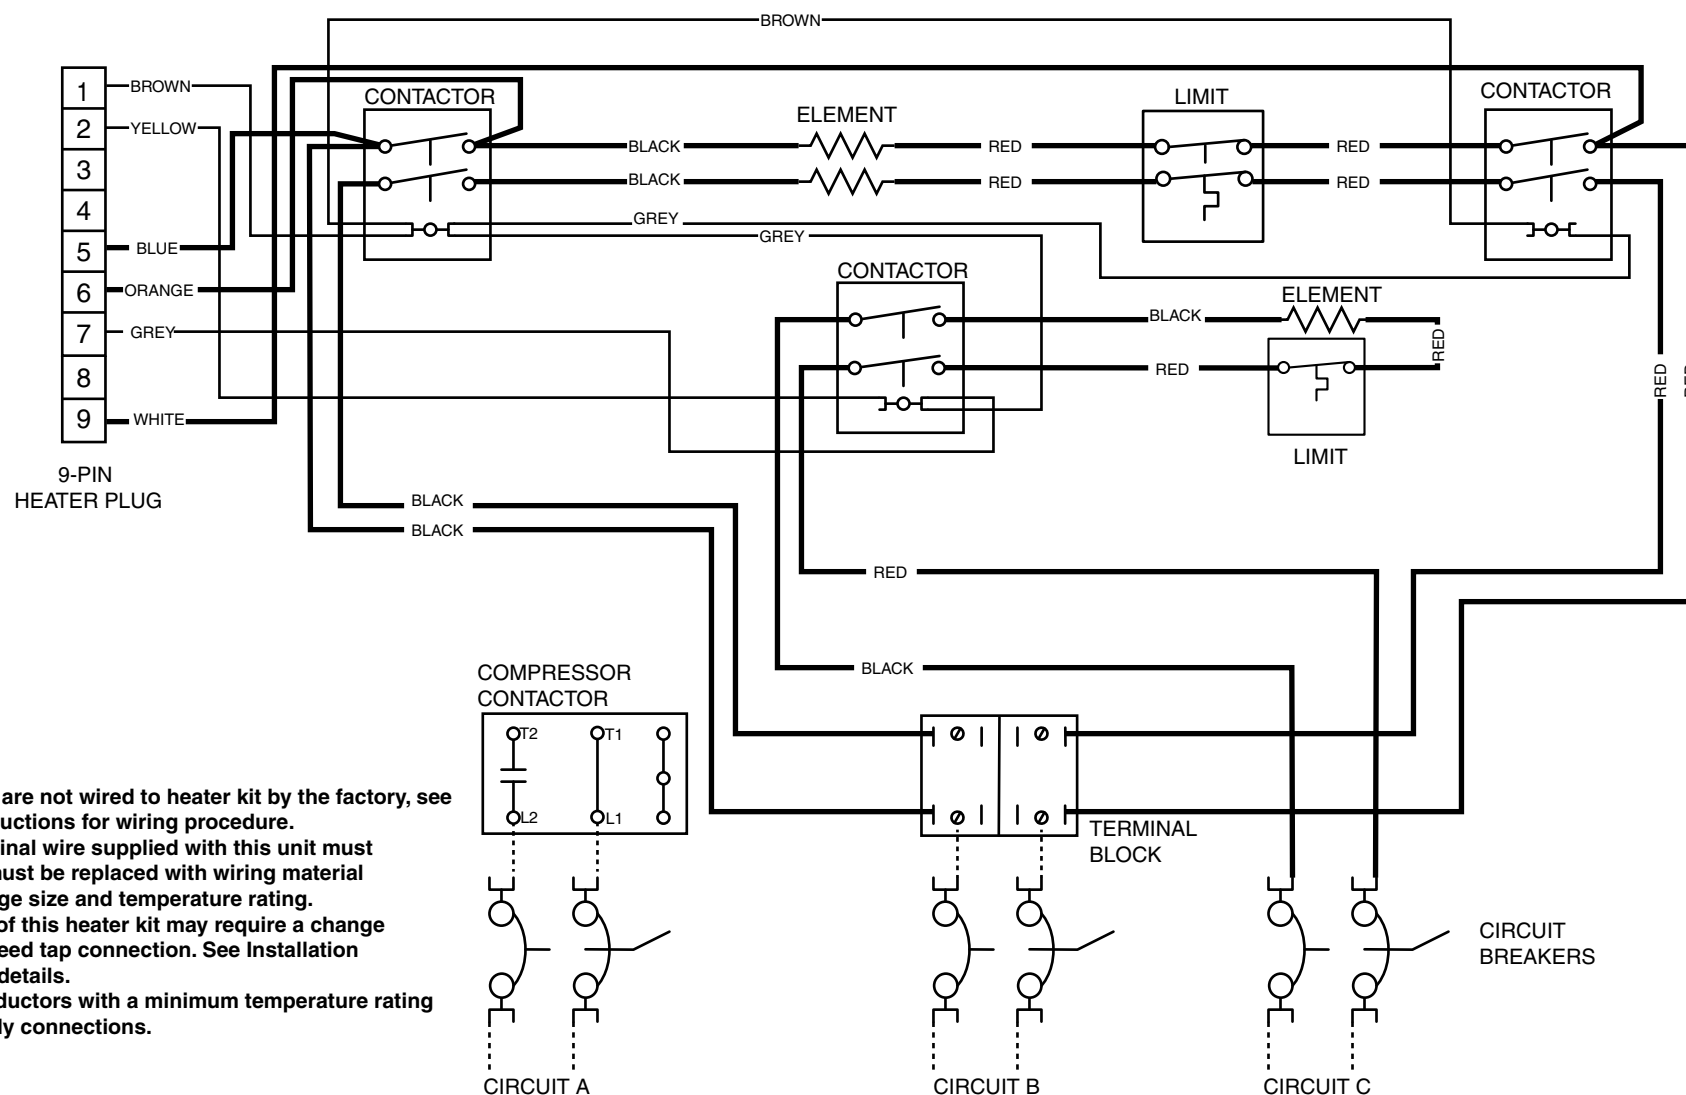 BROWN
1
BROWN
2
YELLOW
3
4
5
BLUE
6
ORANGE
7
GREY
8
9
WHITE
9-PIN
HEATER PLUG
CONTACTOR
ELEMENT
LIMIT
CONTACTOR
BLACK
RED
RED
BLACK
RED
RED
GREY
GREY
CONTACTOR
ELEMENT
BLACK
RED
RED
LIMIT
RED
BLACK
BLACK
RED
BLACK
COMPRESSOR
CONTACTOR
T2
T1
L2
L1
TERMINAL
BLOCK
are not wired to heater kit by the factory, see
uctions for wiring procedure.
inal wire supplied with this unit must
nust be replaced with wiring material
ge size and temperature rating.
of this heater kit may require a change
eed tap connection. See Installation
details.
ductors with a minimum temperature rating
ly connections.
CIRCUIT
BREAKERS
CIRCUIT A
CIRCUIT B
CIRCUIT C